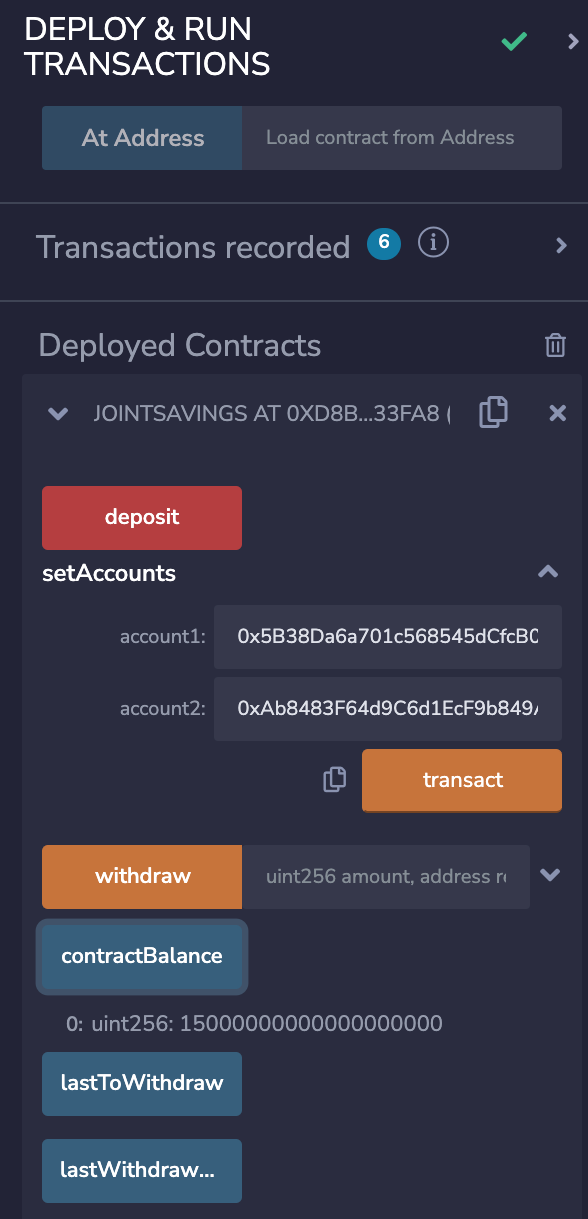 DEPLOY & RUN
TRANSACTIONS
At Address Load contract from Address
Transactions recorded 6 i
Deployed Contracts
JOINTSAVINGS AT 0XD8B...33FA8 (
deposit
setAccounts
account1: 0x5B38Da6a701c568545dCfcB0
account2: 0xAb8483F64d9C6d1EcF9b849A
transact
withdraw uint256 amount, address re
contractBalance
0: uint256: 15000000000000000000
lastToWithdraw
lastWithdraw...